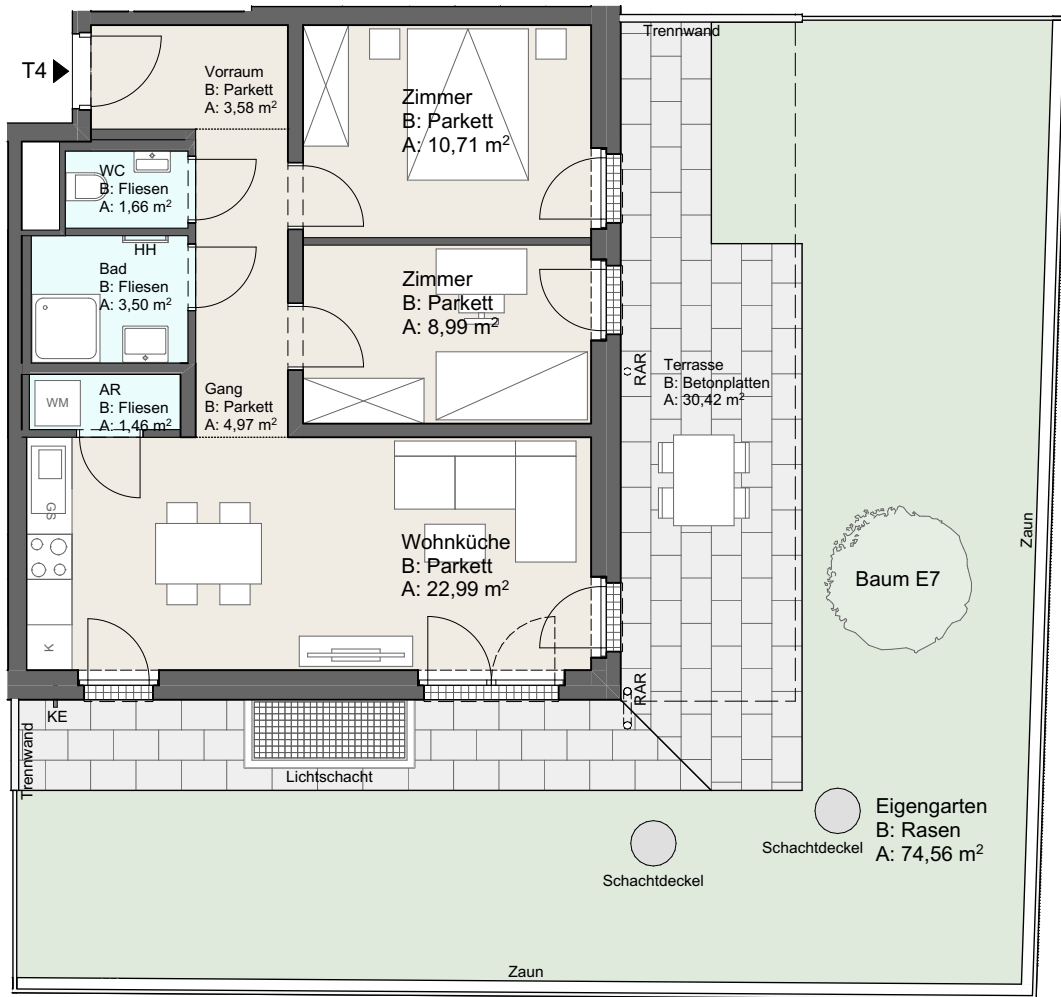 Trennwand
T4
Vorraum
B: Parkett
A: 3,58 m²
Zimmer
B: Parkett
A: 10,71 m²
WC
B: Fliesen
A: 1,66 m²
HH
Bad
B: Fliesen
A: 3,50 m²
Zimmer
B: Parkett
A: 8,99 m²
RAR
Terrasse
B: Betonplatten
A: 30,42 m²
WM
AR
B: Fliesen
A: 1,46 m²
Gang
B: Parkett
A: 4,97 m²
GS
Wohnküche
B: Parkett
A: 22,99 m²
Zaun
Baum E7
K
RAR
KE
Trennwand
Lichtschacht
Eigengarten
B: Rasen
A: 74,56 m²
Schachtdeckel
Schachtdeckel
Zaun